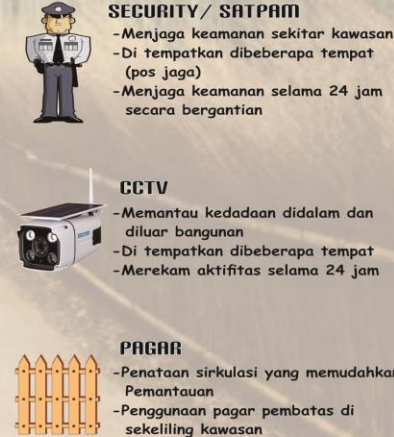 SECURITY/ SATPAM
-Menjaga keamanan sekitar kawasan
-Di tempatkan dibeberapa tempat
(pos jaga)
-Menjaga keamanan selama 24 jam
secara bergantian
CCTV
-Memantau kedadaan didalam dan
diluar bangunan
-Di tempatkan dibeberapa tempat
-Merekam aktifitas selama 24 jam
PAGAR
-Penataan sirkulasi yang memudahkan
Pemantauan
-Penggunaan pagar pembatas di
sekeliling kawasan